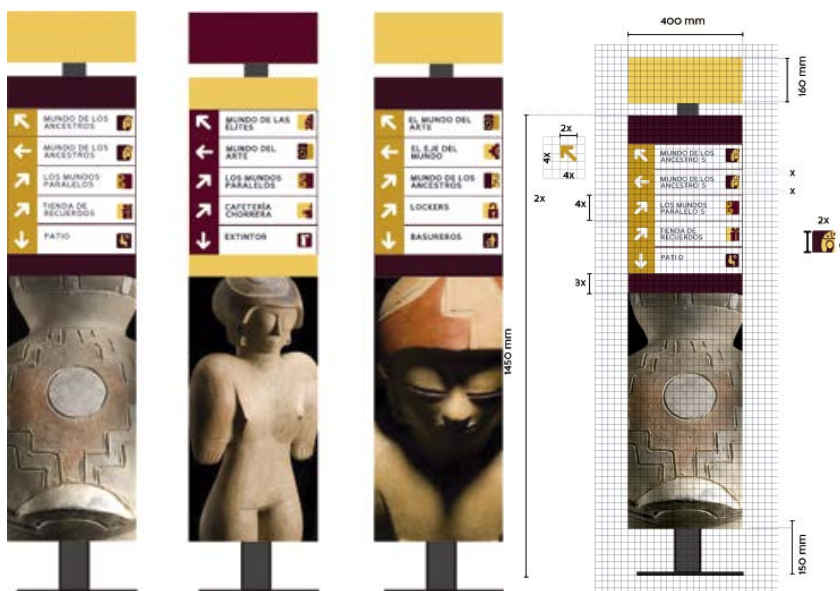 MUNDO DE LOS
ANCESTROS
MUNDO DE LOS
ANCESTROS
LOS MUNDOS
PARALELOS
TIENDA DE
RECUERDOS
PATIO
MUNDO DE LAS
ÉLITES
MUNDO DEL
ARTE
LOS MUNDOS
PARALELOS
CAFETERÍA
CHORRERA
EXTINTOR
EL MUNDO DEL
ARTE
EL EJE DEL
MUNDO
MUNDO DE LOS
ANCESTROS
LOCKERS
BASUREROS
400 mm
160 mm
2x
4x
4x
2x
4x
3x
1450 mm
MUNDO DE LOS
ANCESTRO S
MUNDO DE LOS
ANCESTRO S
LOS MUNDOS
PARALELO S
TIENDA DE
RECUERDOS
PATIO
x
x
2x
150 mm